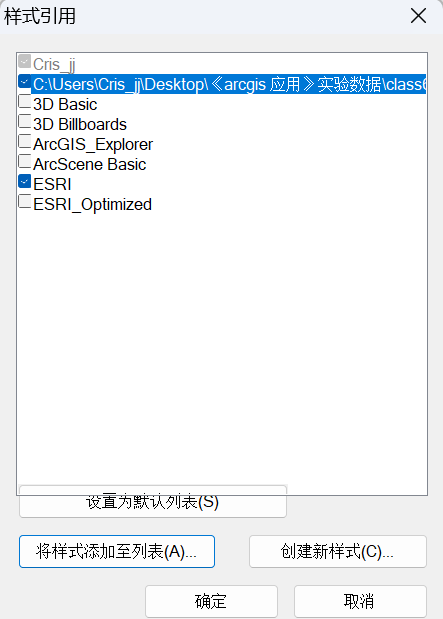 样式引用
Cris_jj
C:\Users\Cris_jj\Desktop\《arcgis 应用》实验数据\class6
3D Basic
3D Billboards
ArcGIS_Explorer
ArcScene Basic
ESRI
ESRI_Optimized
设置为默认列表(S)
将样式添加至列表(A)...
创建新样式(C)...
确定
取消